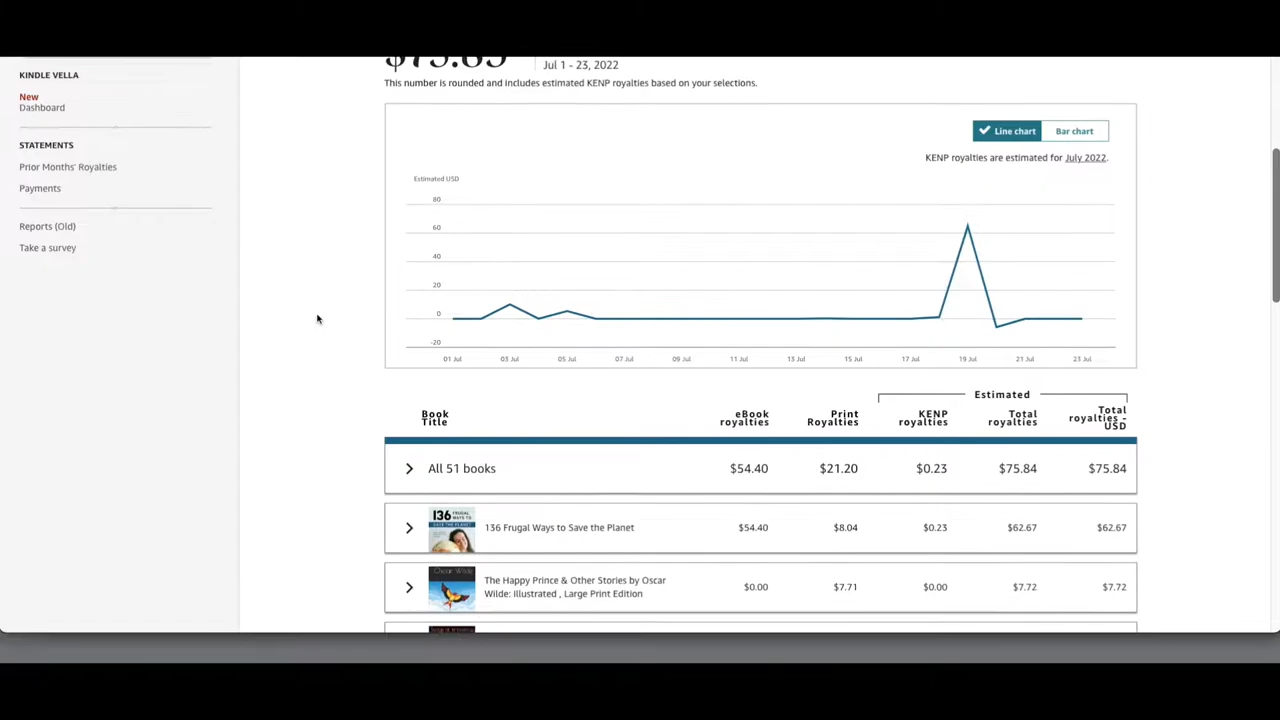 KINDLE VELLA
New
Dashboard
STATEMENTS
Prior Months' Royalties
Payments
Reports (Old)
Take a survey
Jul 1 - 23, 2022
This number is rounded and includes estimated KENP royalties based on your selections.
Line chart
Bar chart
KENP royalties are estimated for July 2022.
Estimated USD
80
60
40
20
0
-20
01 Jul 03 Jul 05 Jul 07 Jul 09 Jul 11 Jul 13 Jul 15 Jul 17 Jul 19 Jul 21 Jul 23 Jul
Estimated
Book Title
eBook royalties
Print Royalties
KENP royalties
Total royalties
Total royalties - USD
All 51 books $54.40 $21.20 $0.23 $75.84 $75.84
136 FRUGAL WAYS TO
SAVE THE PLANET
136 Frugal Ways to Save the Planet $54.40 $8.04 $0.23 $62.67 $62.67
Oscar Wilde
The Happy Prince & Other Stories by Oscar
Wilde: Illustrated , Large Print Edition $0.00 $7.71 $0.00 $7.72 $7.72